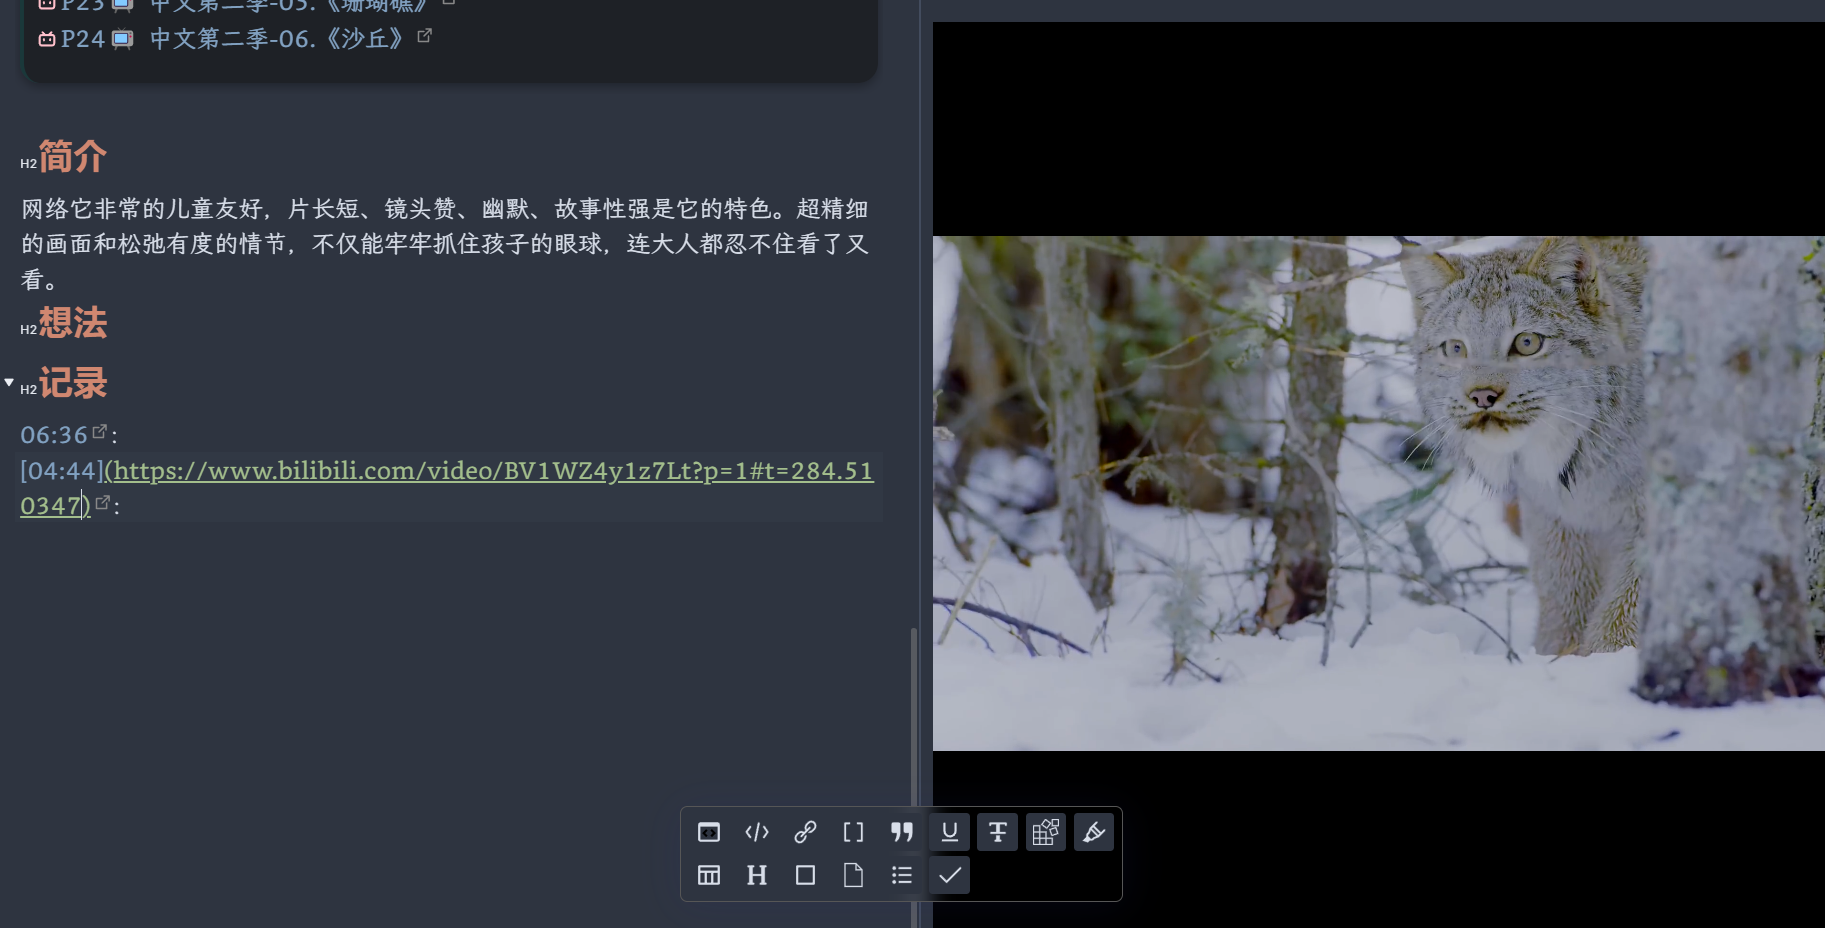 P23 中文第二季-05.《珊瑚礁》
P24 中文第二季-06.《沙丘》
H2 简介
网络它非常的儿童友好，片长短、镜头赞、幽默、故事性强是它的特色。超精细
的画面和松弛有度的情节，不仅能牢牢抓住孩子的眼球，连大人都忍不住看了又
看。
H2 想法
H2 记录
06:36:
[04:44](https://www.bilibili.com/video/BV1WZ4y1z7Lt?p=1#t=284.51
0347):